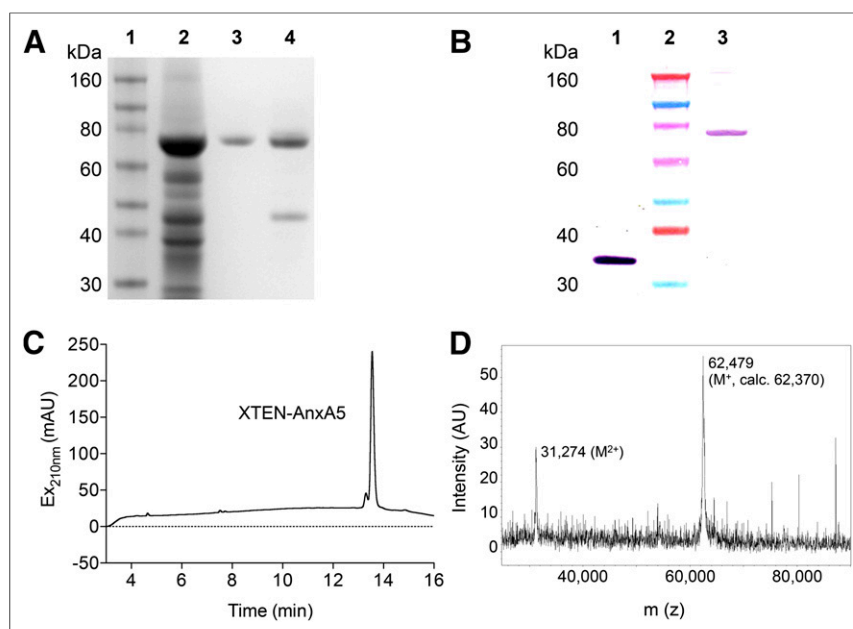 A
kDa 1 2 3 4
160
80
60
40
30
B
kDa 1 2 3
160
80
60
40
30
C
Ex210nm (mAU)
250
200
150
100
50
0
-50
XTEN-AnxA5
4 6 8 10 12 14 16
Time (min)
D
Intensity (AU)
50
40
30
20
10
0
62,479
(M⁺, calc. 62,370)
31,274 (M²⁺)
40,000 60,000 80,000
m (z)